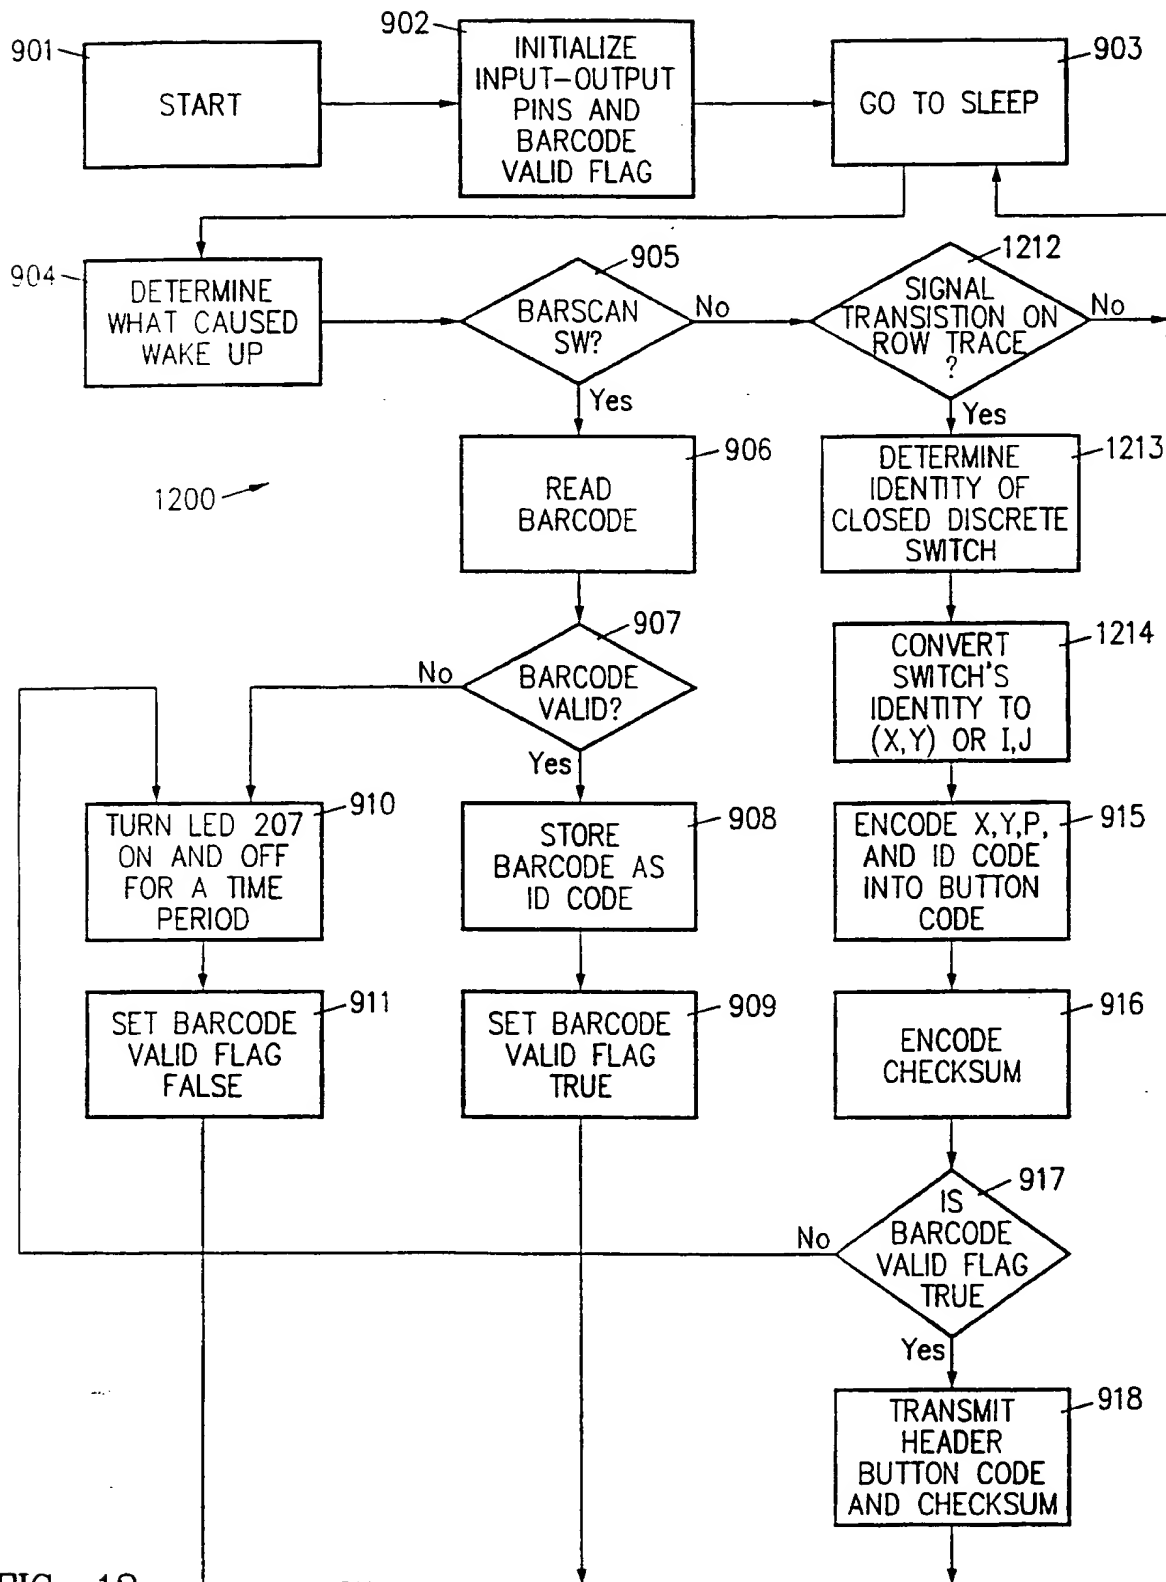 901
START
902
INITIALIZE
INPUT-OUTPUT
PINS AND
BARCODE
VALID FLAG
903
GO TO SLEEP
904
DETERMINE
WHAT CAUSED
WAKE UP
905
BARSCAN
SW?
No
Yes
1212
SIGNAL
TRANSISTION ON
ROW TRACE
?
No
Yes
1200
906
READ
BARCODE
1213
DETERMINE
IDENTITY OF
CLOSED DISCRETE
SWITCH
907
BARCODE
VALID?
No
Yes
1214
CONVERT
SWITCH'S
IDENTITY TO
(X,Y) OR I,J
910
TURN LED 207
ON AND OFF
FOR A TIME
PERIOD
908
STORE
BARCODE AS
ID CODE
915
ENCODE X,Y,P,
AND ID CODE
INTO BUTTON
CODE
911
SET BARCODE
VALID FLAG
FALSE
909
SET BARCODE
VALID FLAG
TRUE
916
ENCODE
CHECKSUM
917
IS
BARCODE
VALID FLAG
TRUE
No
Yes
918
TRANSMIT
HEADER
BUTTON CODE
AND CHECKSUM